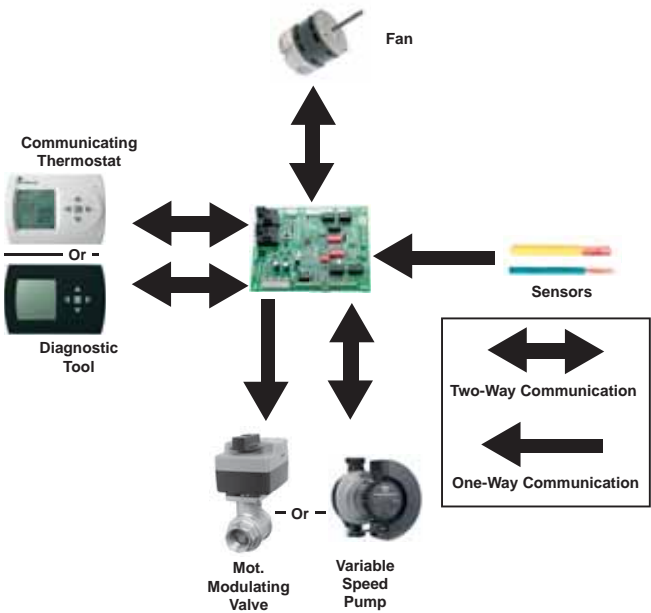 Fan
Communicating
Thermostat
Or
Diagnostic
Tool
Sensors
Two-Way Communication
One-Way Communication
Or
Mot.
Modulating
Valve
Variable
Speed
Pump